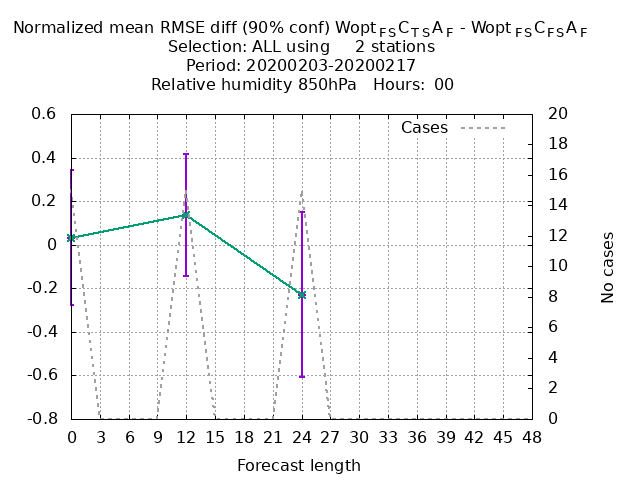 Normalized mean RMSE diff (90% conf) Wopt FS C TS A F - Wopt FS C FS A F
Selection: ALL using 2 stations
Period: 20200203-20200217
Relative humidity 850hPa Hours: 00
Cases
0.6
0.4
0.2
0
-0.2
-0.4
-0.6
-0.8
20
18
16
14
12
10
8
6
4
2
0
No cases
0 3 6 9 12 15 18 21 24 27 30 33 36 39 42 45 48
Forecast length